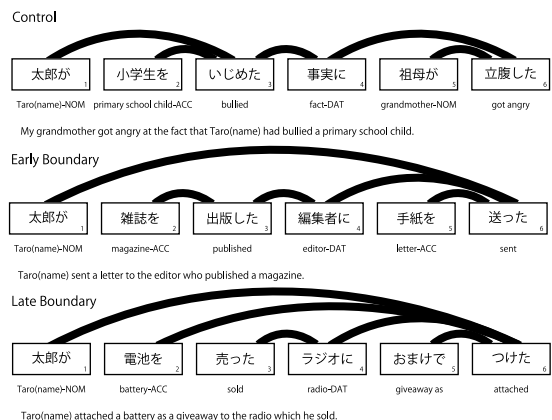 Control
太郎が 1 小学生を 2 いじめた 3 事実に 4 祖母が 5 立腹した 6
Taro(name)-NOM primary school child-ACC bullied fact-DAT grandmother-NOM got angry
My grandmother got angry at the fact that Taro(name) had bullied a primary school child.
Early Boundary
太郎が 1 雑誌を 2 出版した 3 編集者に 4 手紙を 5 送った 6
Taro(name)-NOM magazine-ACC published editor-DAT letter-ACC sent
Taro(name) sent a letter to the editor who published a magazine.
Late Boundary
太郎が 1 電池を 2 売った 3 ラジオに 4 おまけで 5 つけた 6
Taro(name)-NOM battery-ACC sold radio-DAT giveaway as attached
Taro(name) attached a battery as a giveaway to the radio which he sold.